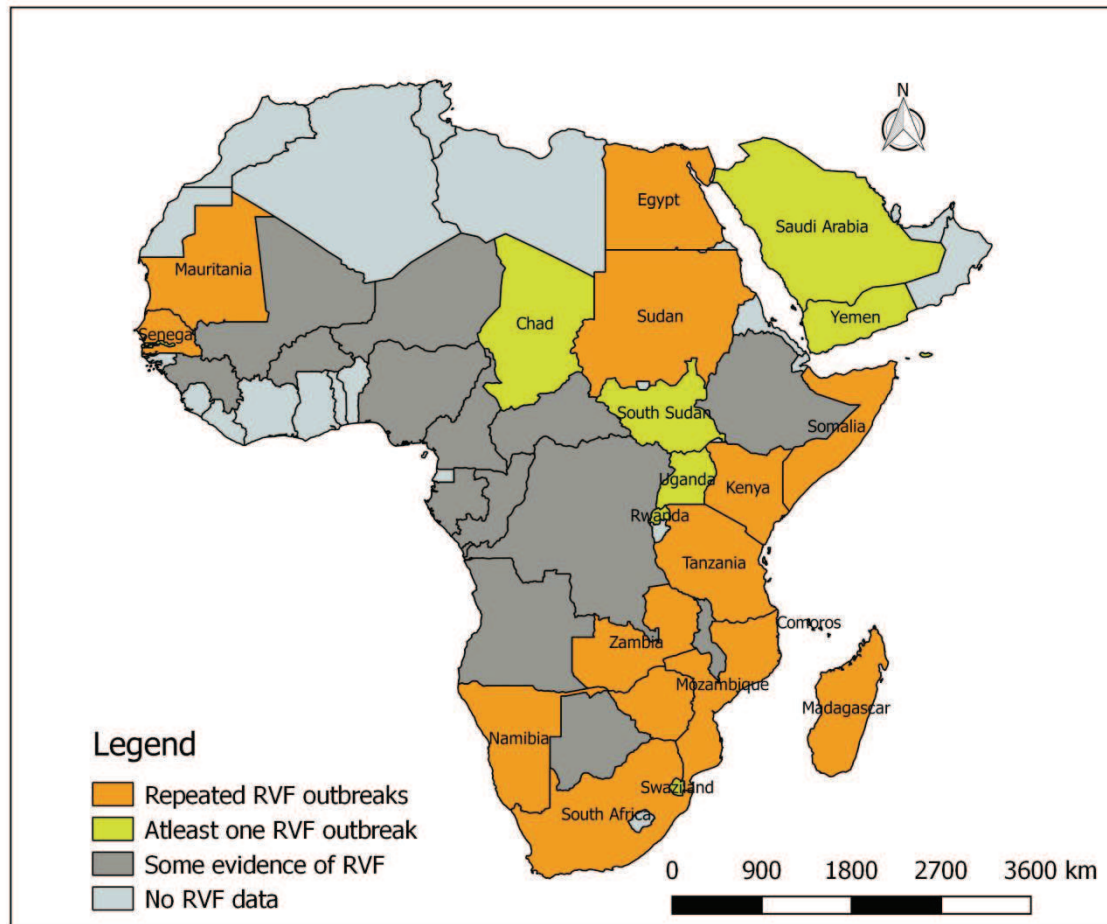 N
Egypt
Saudi Arabia
Mauritania
Yemen
Sudan
Chad
Senega
South Sudan
Somalia
Uganda
Kenya
Rwanda
Tanzania
Comoros
Zambia
Mozambique
Madagascar
Namibia
Swaziland
South Africa
Legend
Repeated RVF outbreaks
Atleast one RVF outbreak
Some evidence of RVF
No RVF data
0 900 1800 2700 3600 km